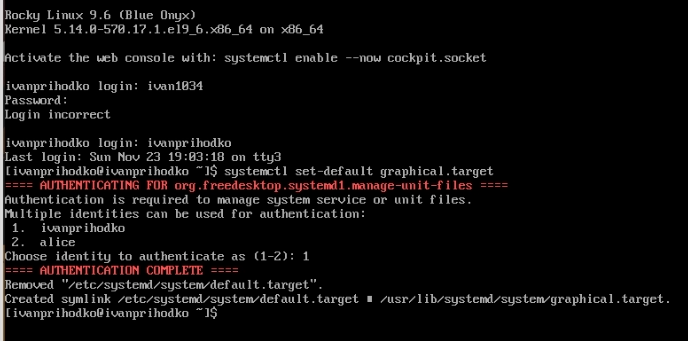 Rocky Linux 9.6 (Blue Onyx)
Kernel 5.14.0-570.17.1.el9_6.x86_64 on x86_64
Activate the web console with: systemctl enable --now cockpit.socket
ivanprihodko login: ivan1034
Password:
Login incorrect
ivanprihodko login: ivanprihodko
Last login: Sun Nov 23 19:03:18 on tty3
[ivanprihodko@ivanprihodko ~]$ systemctl set-default graphical.target
==== AUTHENTICATING FOR org.freedesktop.systemd1.manage-unit-files ====
Authentication is required to manage system service or unit files.
Multiple identities can be used for authentication:
 1.  ivanprihodko
 2.  alice
Choose identity to authenticate as (1-2): 1
==== AUTHENTICATION COMPLETE ====
Removed "/etc/systemd/system/default.target".
Created symlink /etc/systemd/system/default.target ▪ /usr/lib/systemd/system/graphical.target.
[ivanprihodko@ivanprihodko ~]$